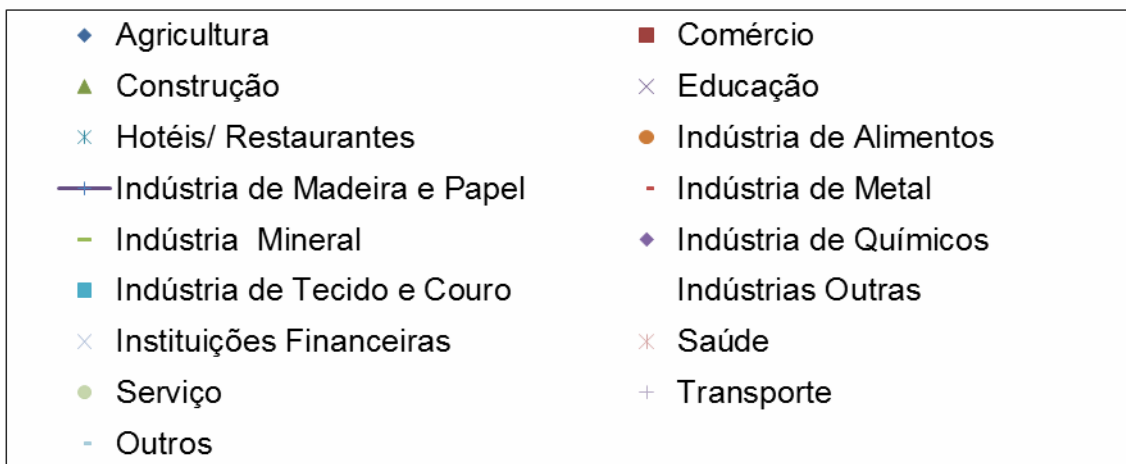 Agricultura Comércio
Construção Educação
Hotéis/ Restaurantes Indústria de Alimentos
Indústria de Madeira e Papel Indústria de Metal
Indústria Mineral Indústria de Químicos
Indústria de Tecido e Couro Indústrias Outras
Instituições Financeiras Saúde
Serviço Transporte
Outros